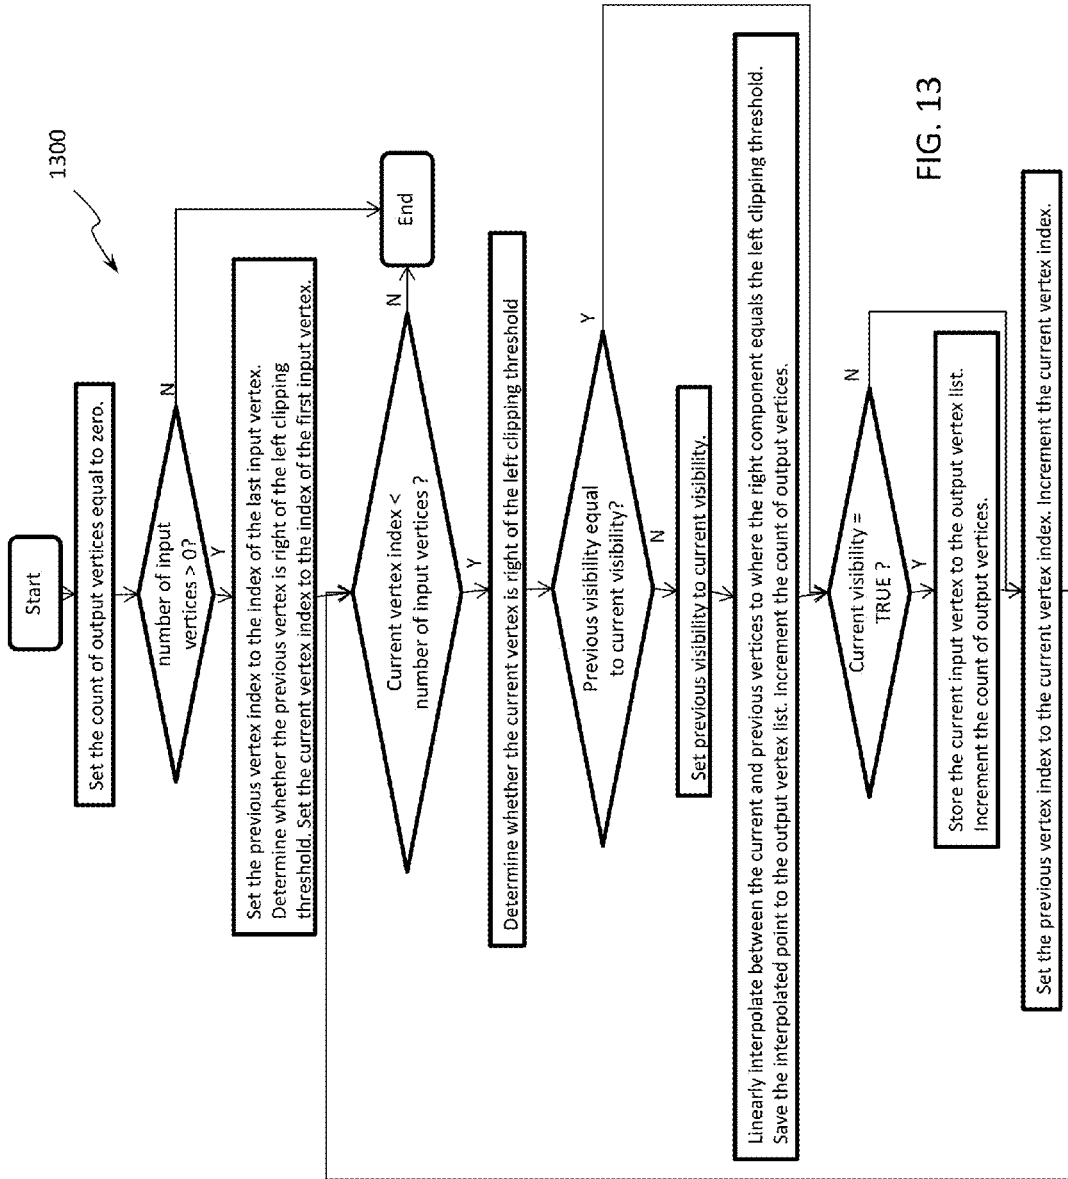 1300
Start
Set the count of output vertices equal to zero.
number of input
vertices > 0?
N
Y
Set the previous vertex index to the index of the last input vertex.
Determine whether the previous vertex is right of the left clipping
threshold. Set the current vertex index to the index of the first input vertex.
Current vertex index <
number of input vertices ?
N
End
Y
Determine whether the current vertex is right of the left clipping threshold
Previous visibility equal
to current visibility?
Y
N
Set previous visibility to current visibility.
Linearly interpolate between the current and previous vertices to where the right component equals the left clipping threshold.
Save the interpolated point to the output vertex list. Increment the count of output vertices.
Current visibility =
TRUE ?
N
Y
Store the current input vertex to the output vertex list.
Increment the count of output vertices.
Set the previous vertex index to the current vertex index. Increment the current vertex index.
FIG. 13